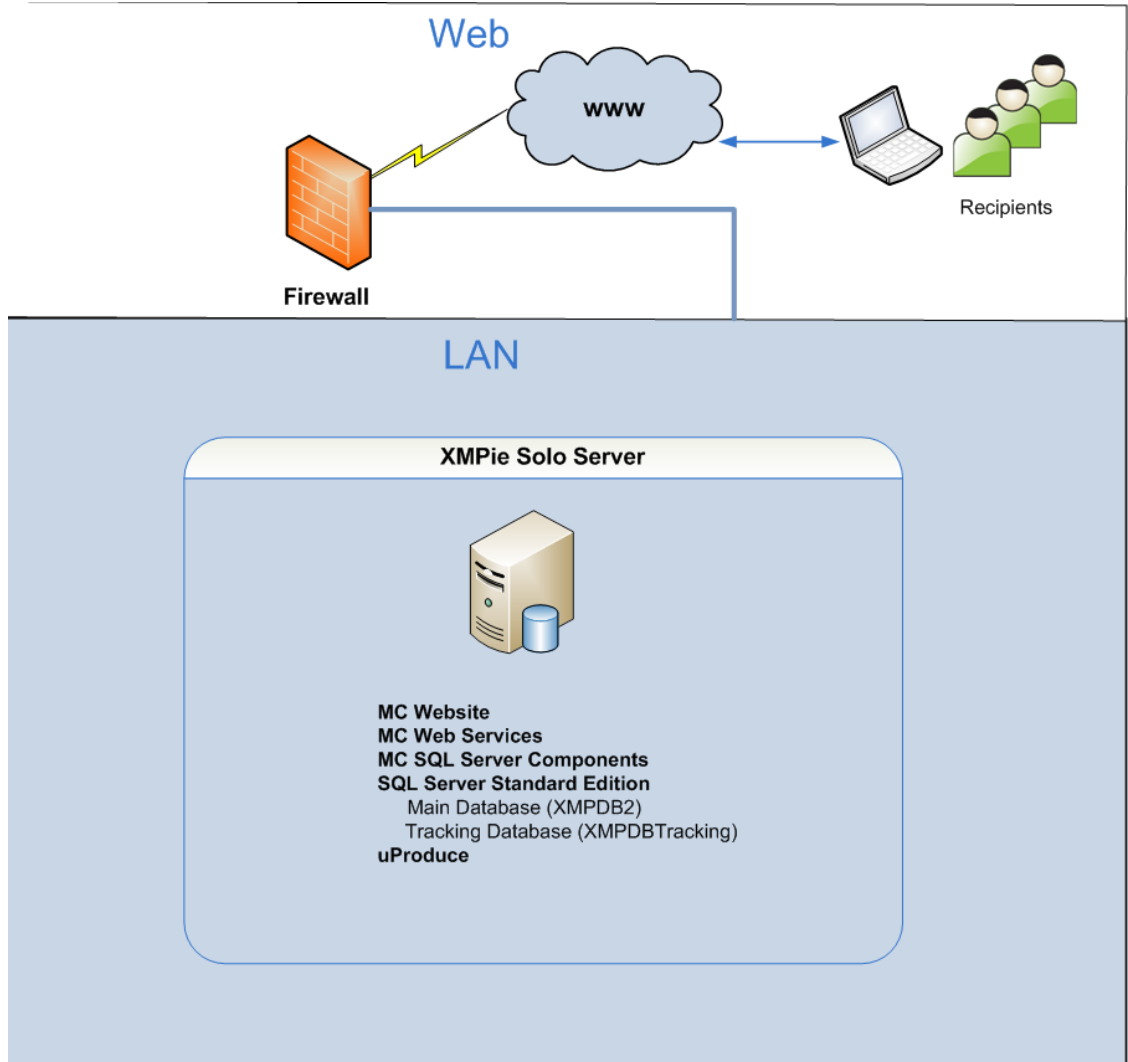 Web
www
Recipients
Firewall
LAN
XMPie Solo Server
MC Website
MC Web Services
MC SQL Server Components
SQL Server Standard Edition
Main Database (XMPDB2)
Tracking Database (XMPDBTracking)
uProduce